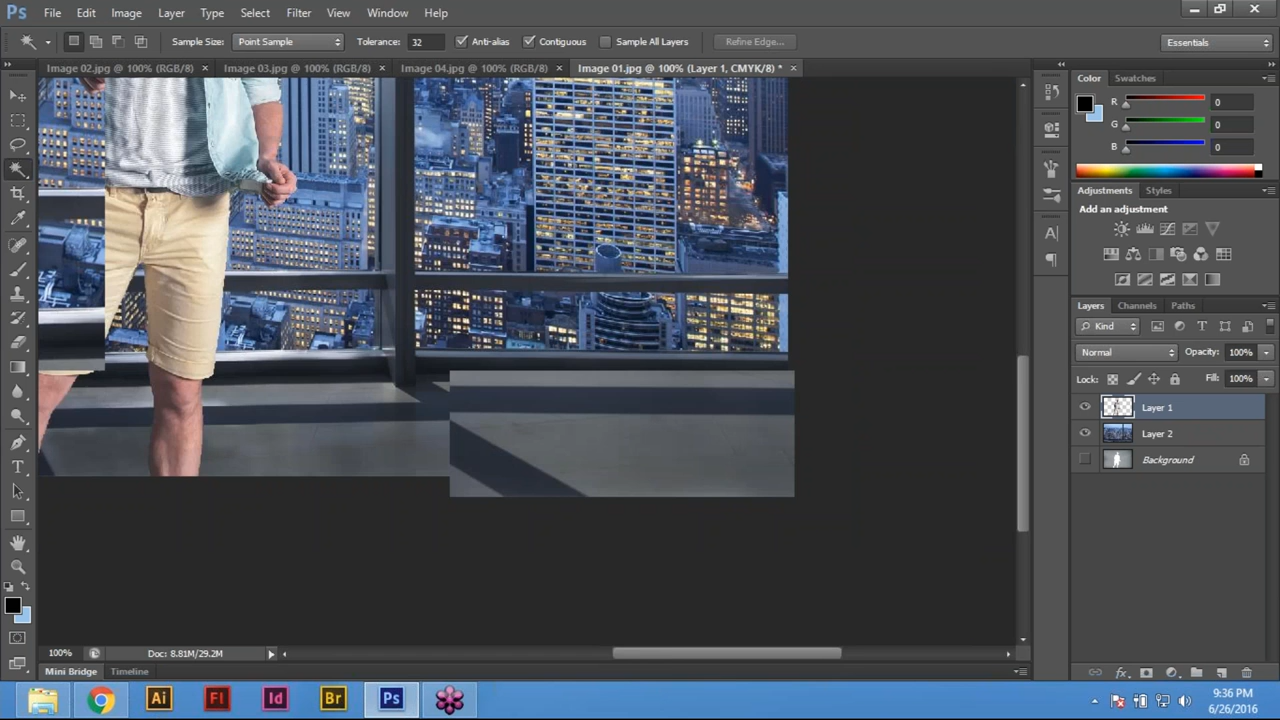 Ps File Edit Image Layer Type Select Filter View Window Help
Sample Size: Point Sample Tolerance: 32 Anti-alias Contiguous Sample All Layers Refine Edge... Essentials
Image 02.jpg @ 100% (RGB/8) × Image 03.jpg @ 100% (RGB/8) × Image 04.jpg @ 100% (RGB/8) × Image 01.jpg @ 100% (Layer 1, CMYK/8) * ×
Color Swatches
R 0
G 0
B 0
Adjustments Styles
Add an adjustment
Layers Channels Paths
Kind
Normal Opacity: 100%
Lock: Fill: 100%
Layer 1
Layer 2
Background
100% Doc: 8.81M/29.2M
Mini Bridge Timeline
Ai Fl Id Br Ps
9:36 PM
6/26/2016